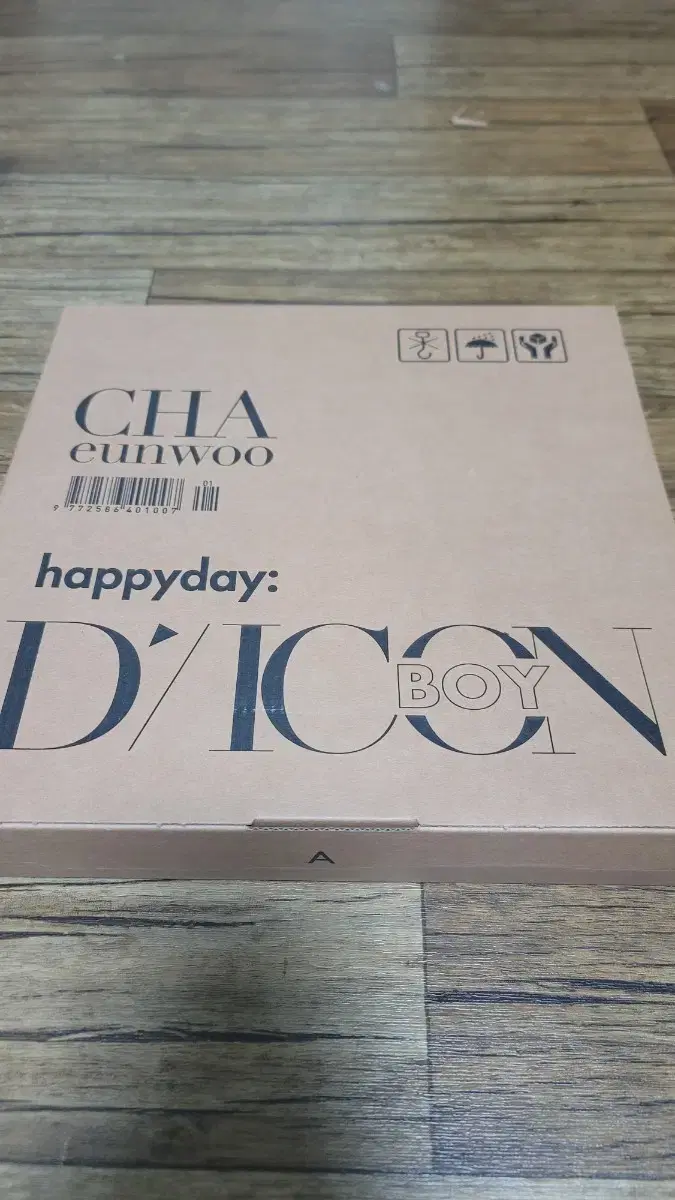 CHA
eunwoo
01
9 772586 401007
happyday:
D'/ICON
BOY
A